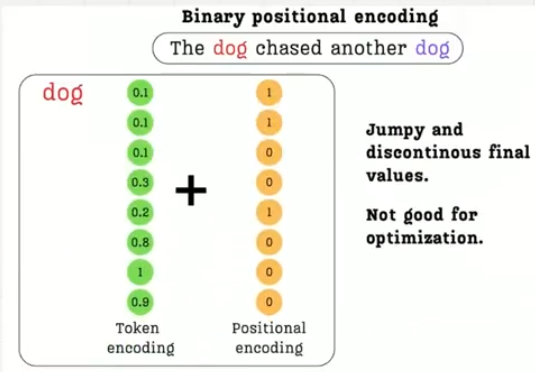 Binary positional encoding
The dog chased another dog
dog
0.1 1
0.1 1
0.1 0
0.3 0
+
0.2 1
0.8 0
1 0
0.9 0
Token
encoding
Positional
encoding
Jumpy and
discontinous final
values.
Not good for
optimization.